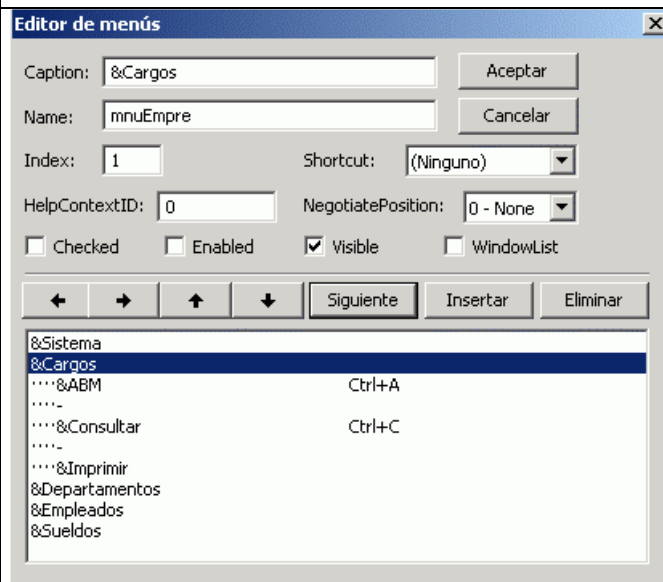 Editor de menús
Caption: &Cargos Aceptar
Name: mnuEmpre Cancelar
Index: 1 Shortcut: (Ninguno)
HelpContextID: 0 NegotiatePosition: 0 - None
Checked Enabled Visible WindowList
Siguiente Insertar Eliminar
&Sistema
&Cargos
····&ABM Ctrl+A
····-
····&Consultar Ctrl+C
····-
····&Imprimir
&Departamentos
&Empleados
&Sueldos